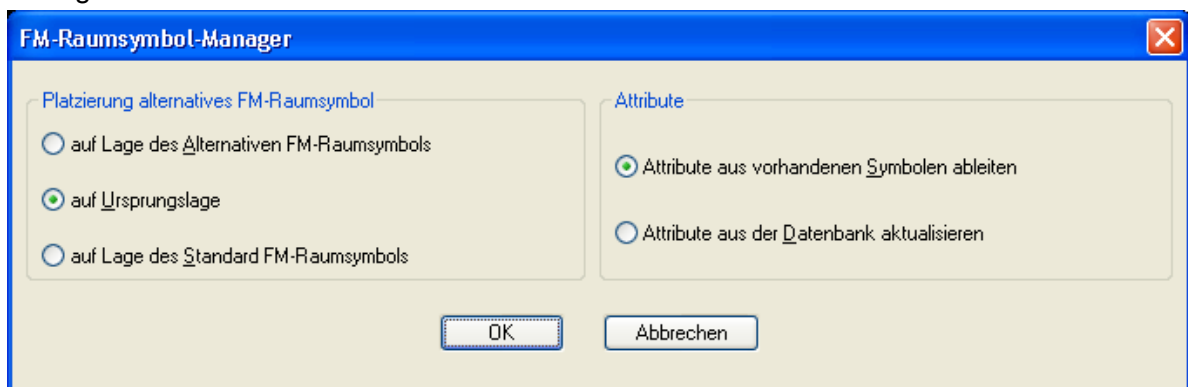 FM-Raumsymbol-Manager
Platzierung alternatives FM-Raumsymbol
auf Lage des Alternativen FM-Raumsymbols
auf Ursprungslage
auf Lage des Standard FM-Raumsymbols
Attribute
Attribute aus vorhandenen Symbolen ableiten
Attribute aus der Datenbank aktualisieren
OK
Abbrechen